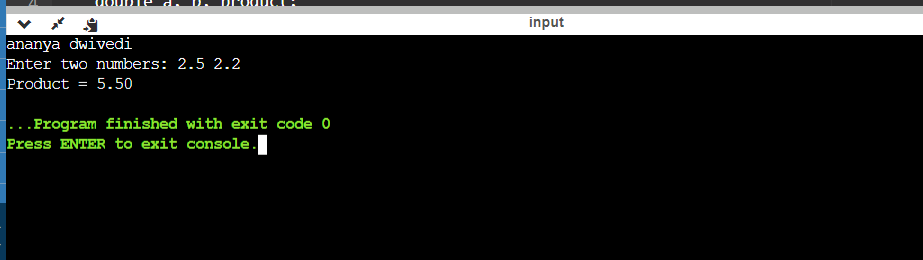 4 double a, b, product;
input
ananya dwivedi
Enter two numbers: 2.5 2.2
Product = 5.50
...Program finished with exit code 0
Press ENTER to exit console.